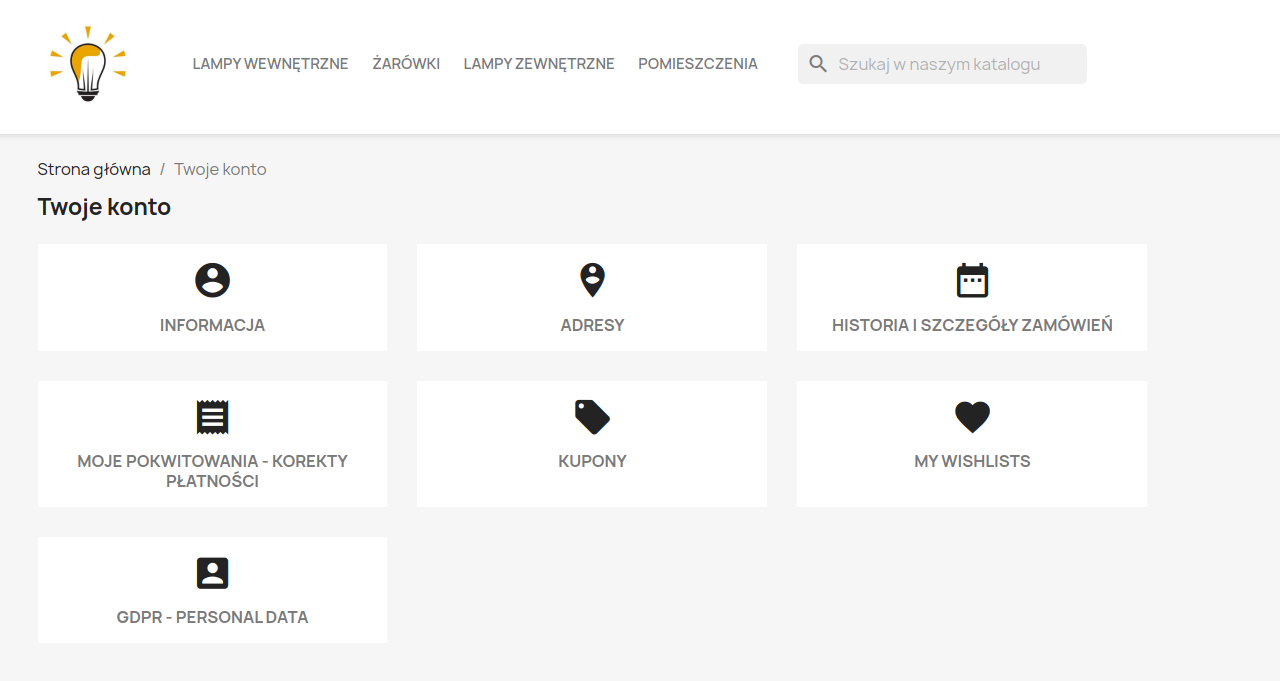 LAMPY WEWNĘTRZNE ŻARÓWKI LAMPY ZEWNĘTRZNE POMIESZCZENIA Szukaj w naszym katalogu
Strona główna / Twoje konto
Twoje konto
INFORMACJA
ADRESY
HISTORIA I SZCZEGÓŁY ZAMÓWIEŃ
MOJE POKWITOWANIA - KOREKTY
PŁATNOŚCI
KUPONY
MY WISHLISTS
GDPR - PERSONAL DATA